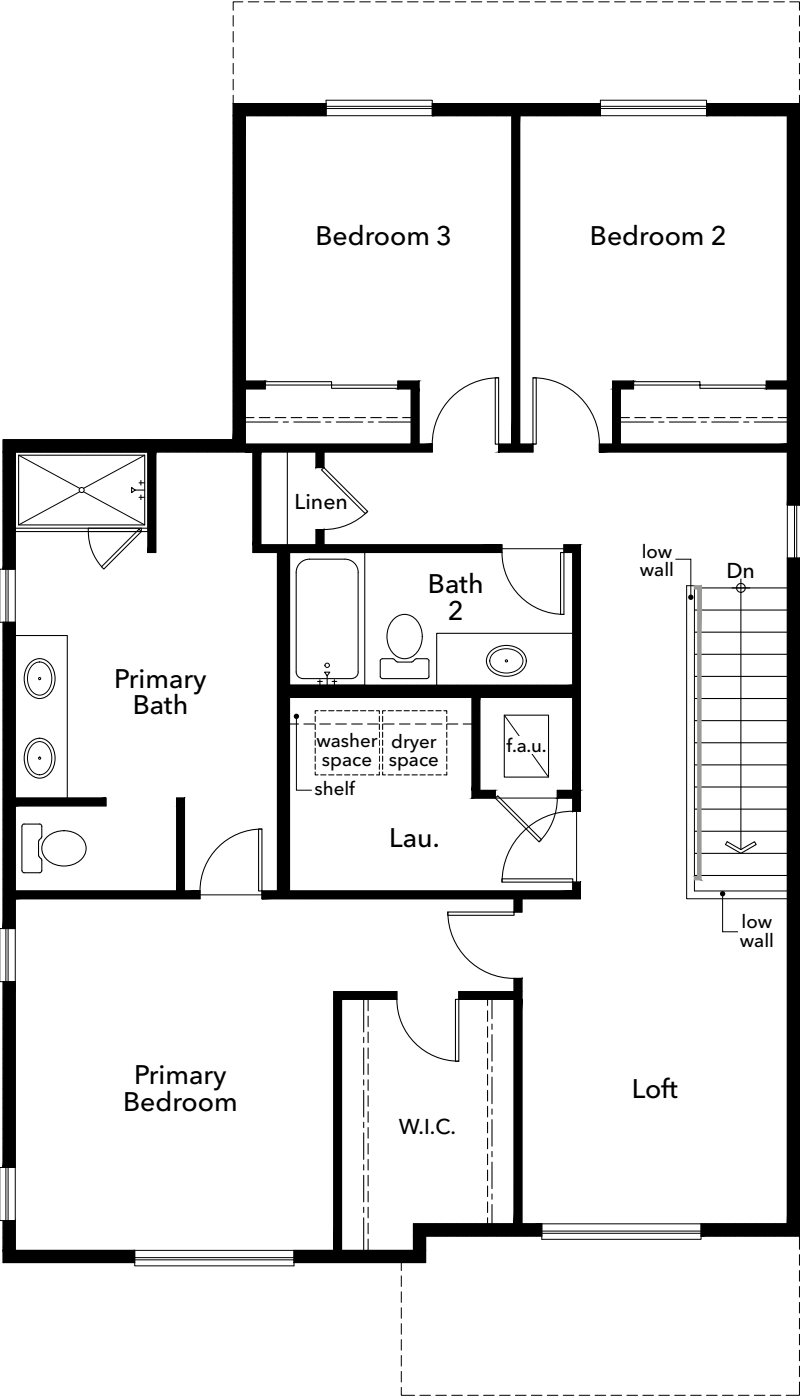 Bedroom 3
Bedroom 2
Linen
low
wall
Dn
Bath
2
Primary
Bath
washer
space
dryer
space
f.a.u.
shelf
Lau.
low
wall
Primary
Bedroom
W.I.C.
Loft